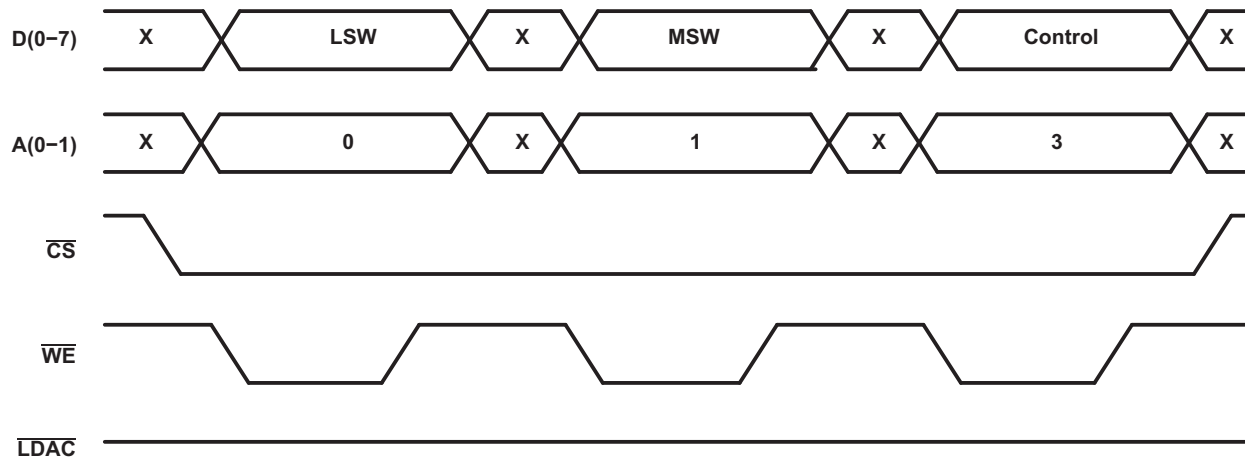 D(0−7) X LSW X MSW X Control X
A(0−1) X 0 X 1 X 3 X
CS
WE
LDAC